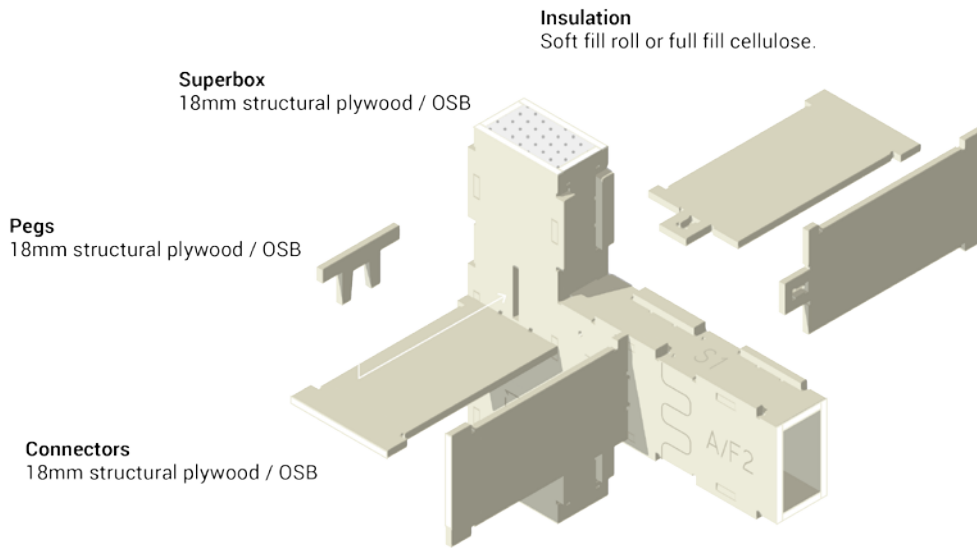 Insulation
Soft fill roll or full fill cellulose.
Superbox
18mm structural plywood / OSB
Pegs
18mm structural plywood / OSB
S1
A/F2
Connectors
18mm structural plywood / OSB